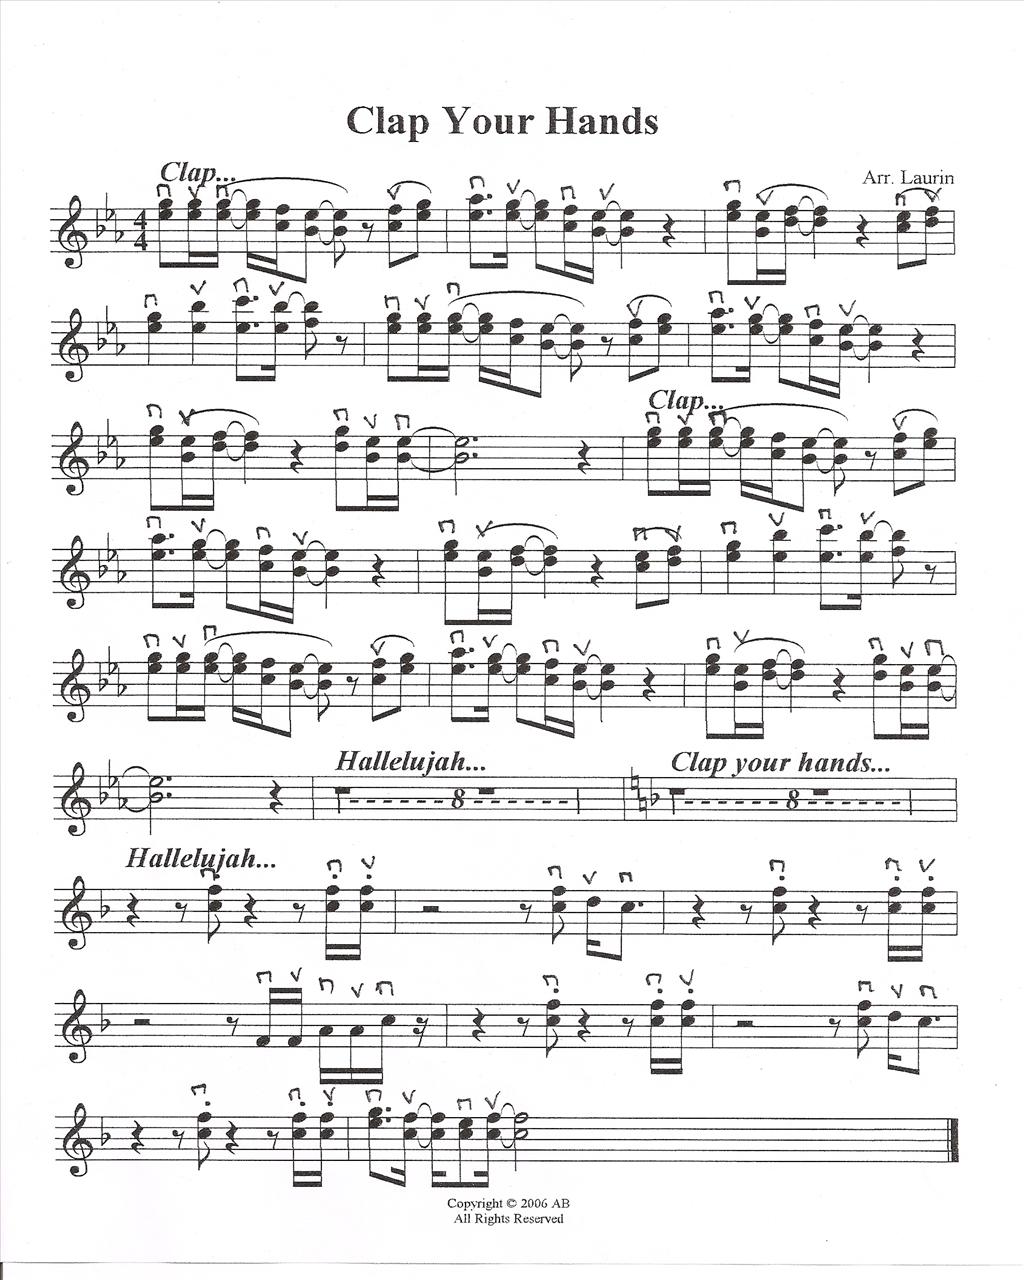 Clap Your Hands
Clap...
Arr. Laurin
4
4
Clap...
Hallelujah...
Clap your hands...
8
8
Hallelujah...
Copyright © 2006 AB
All Rights Reserved